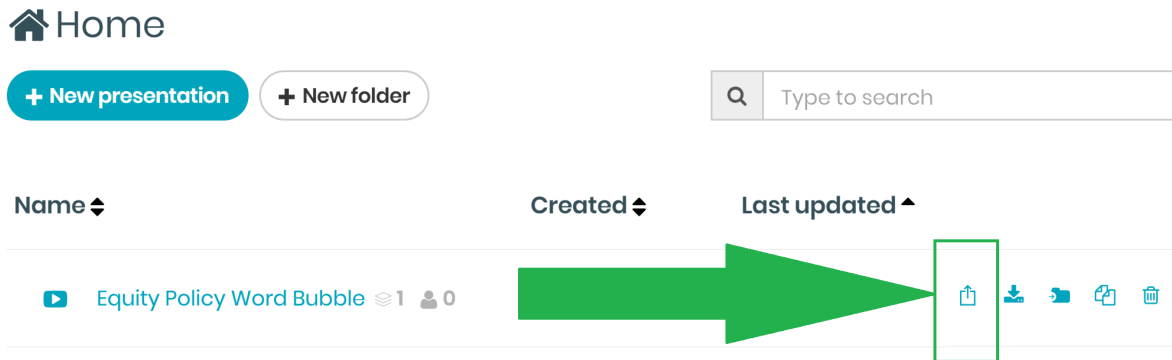 Home
+ New presentation + New folder Type to search
Name Created Last updated
Equity Policy Word Bubble 1 0